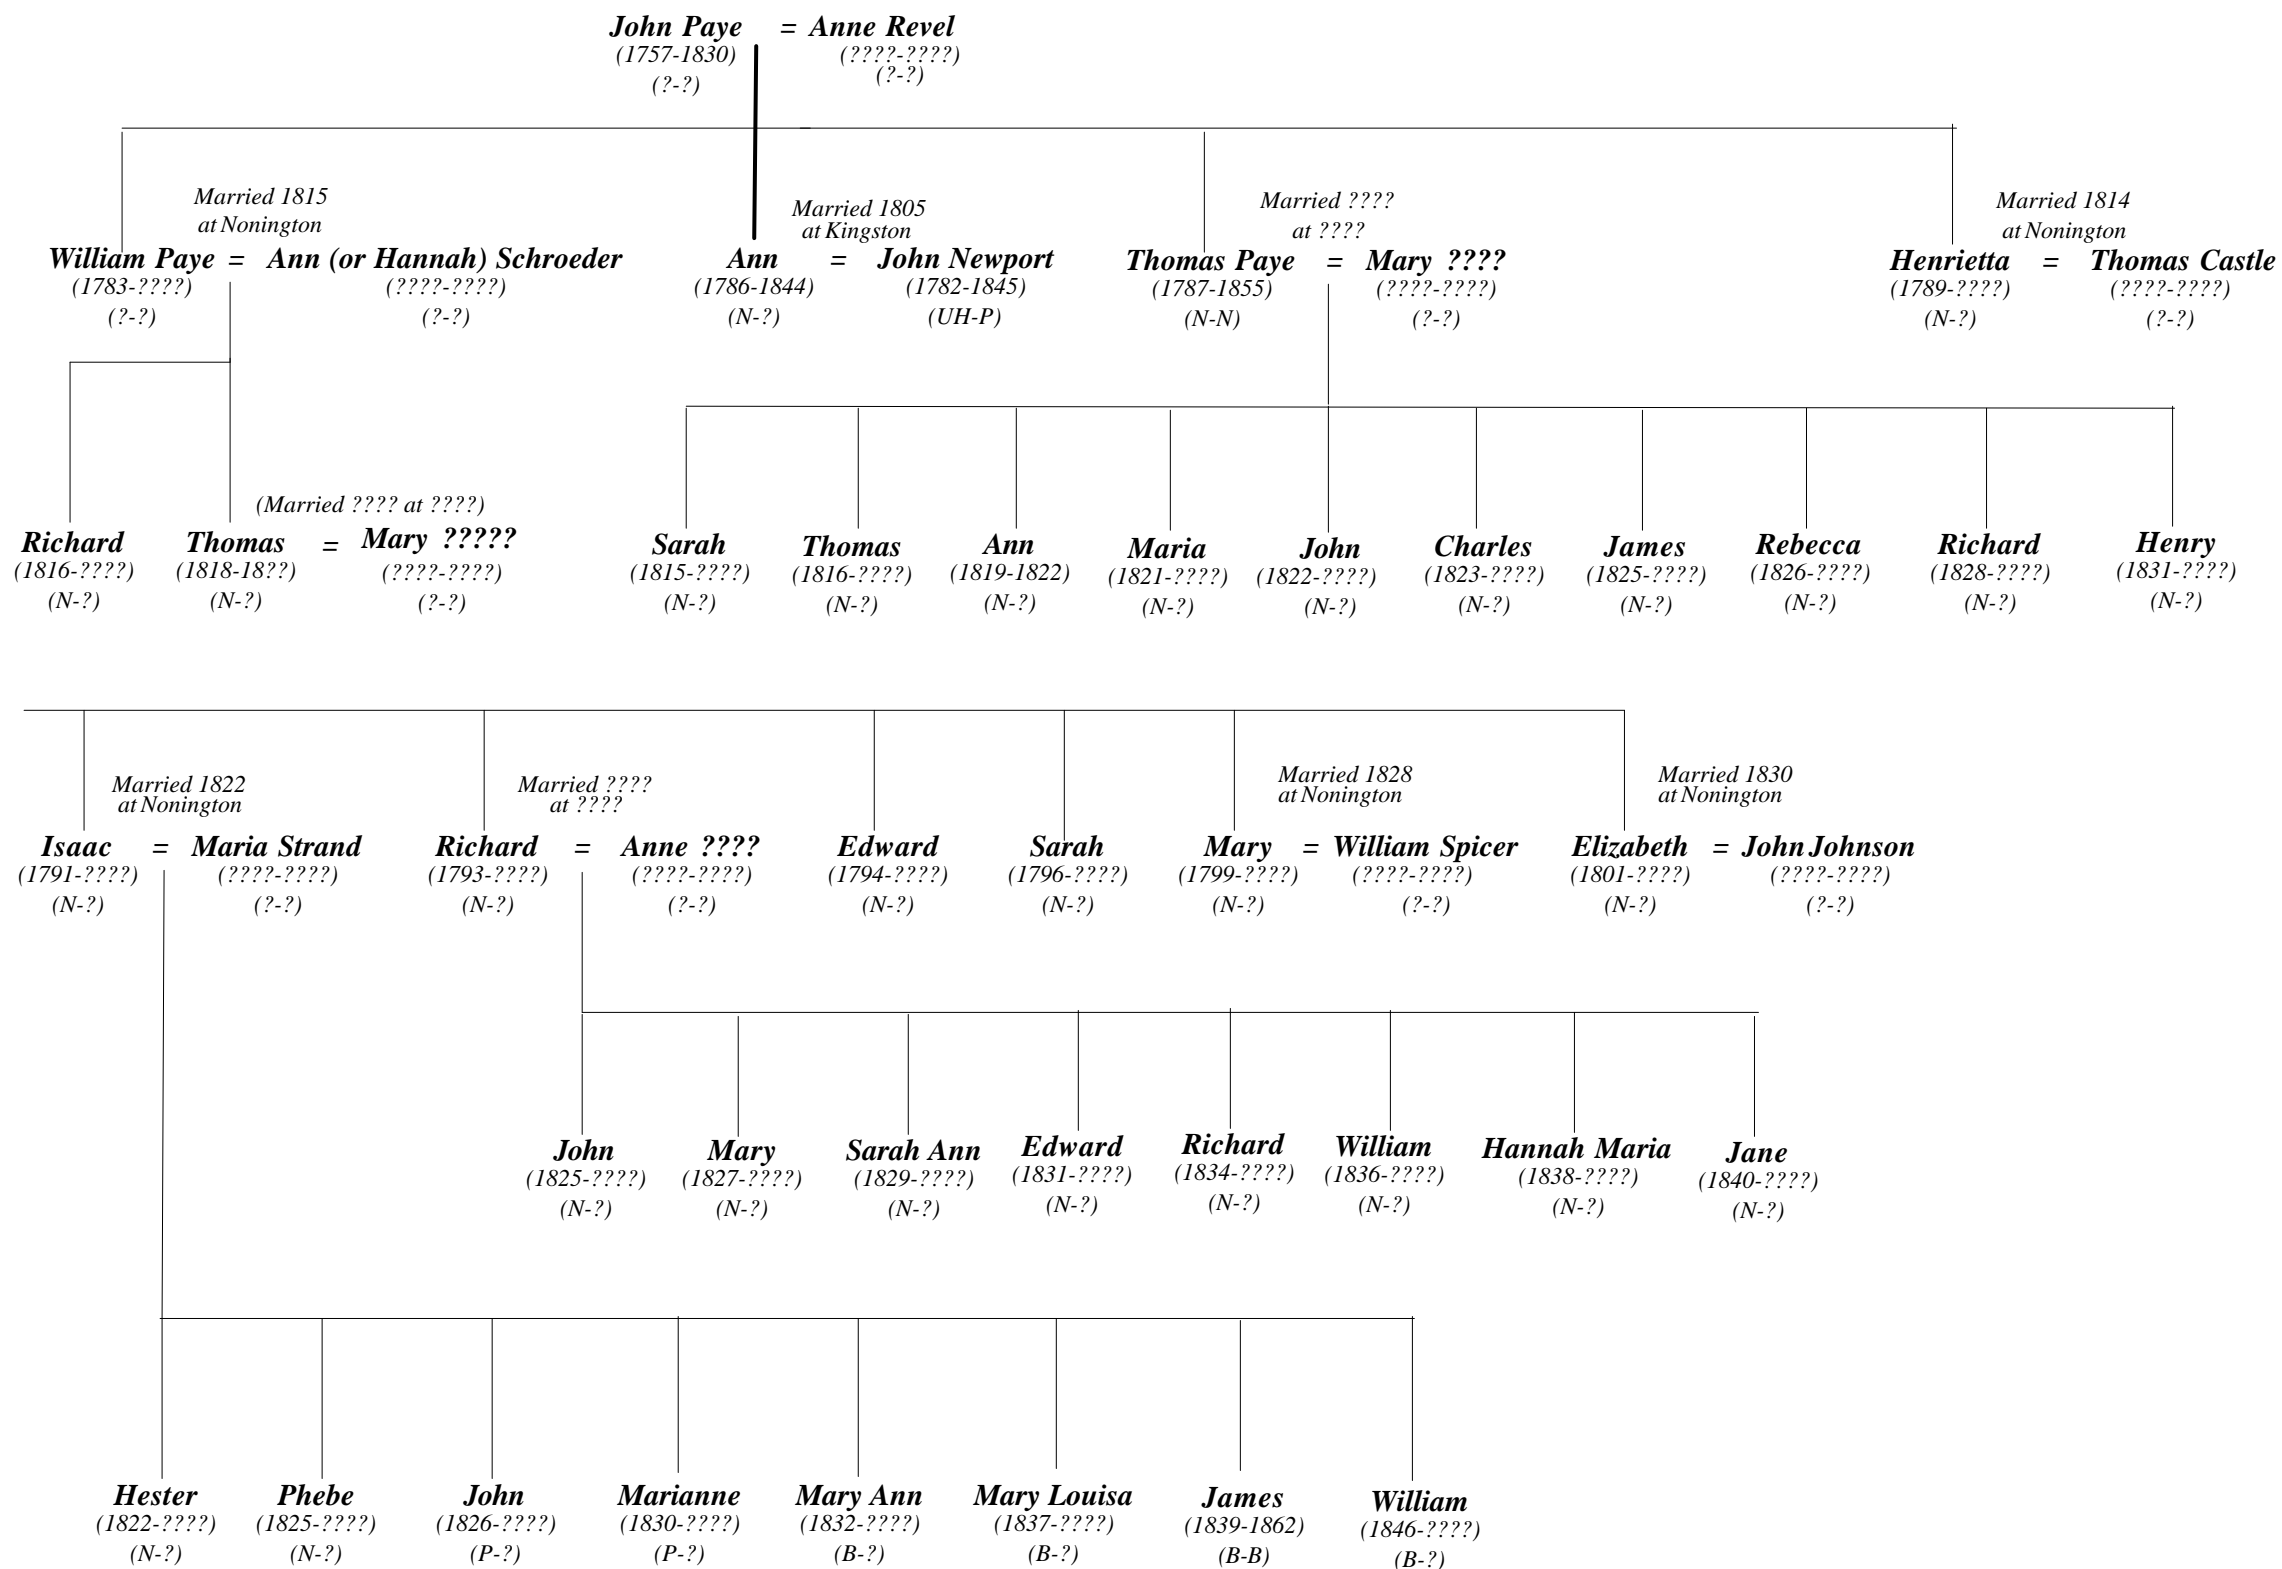 John Paye = Anne Revel
(1757-1830) (????-????)
(?-?) (?-?)
Married 1815 Married 1805 Married ???? Married 1814
at Nonington at Kingston at ???? at Nonington
William Paye = Ann (or Hannah) Schroeder Ann = John Newport Thomas Paye = Mary ???? Henrietta = Thomas Castle
(1783-????) (????-????) (1786-1844) (1782-1845) (1787-1855) (????-????) (1789-????) (????-????)
(?-?) (?-?) (N-?) (UH-P) (N-N) (?-?) (N-?) (?-?)
(Married ???? at ????)
Richard Thomas = Mary ????? Sarah Thomas Ann Maria John Charles James Rebecca Richard Henry
(1816-????) (1818-18??) (????-????) (1815-????) (1816-????) (1819-1822) (1821-????) (1822-????) (1823-????) (1825-????) (1826-????) (1828-????) (1831-????)
(N-?) (N-?) (?-?) (N-?) (N-?) (N-?) (N-?) (N-?) (N-?) (N-?) (N-?) (N-?) (N-?)
Married 1822 Married ???? Married 1828 Married 1830
at Nonington at ???? at Nonington at Nonington
Isaac = Maria Strand Richard = Anne ???? Edward Sarah Mary = William Spicer Elizabeth = John Johnson
(1791-????) (????-????) (1793-????) (????-????) (1794-????) (1796-????) (1799-????) (????-????) (1801-????) (????-????)
(N-?) (?-?) (N-?) (?-?) (N-?) (N-?) (N-?) (?-?) (N-?) (?-?)
John Mary Sarah Ann Edward Richard William Hannah Maria Jane
(1825-????) (1827-????) (1829-????) (1831-????) (1834-????) (1836-????) (1838-????) (1840-????)
(N-?) (N-?) (N-?) (N-?) (N-?) (N-?) (N-?) (N-?)
Hester Phebe John Marianne Mary Ann Mary Louisa James William
(1822-????) (1825-????) (1826-????) (1830-????) (1832-????) (1837-????) (1839-1862) (1846-????)
(N-?) (N-?) (P-?) (P-?) (B-?) (B-?) (B-B) (B-?)